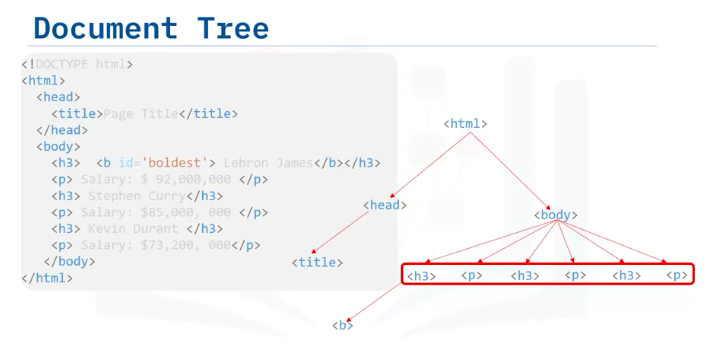 Document Tree
<!DOCTYPE html>
<html>
<head>
<title>Page Title</title>
</head>
<body>
<h3>  <b id='boldest'> Lebron James</b></h3>
<p> Salary: $ 92,000,000 </p>
<h3> Stephen Curry</h3>
<p> Salary: $85,000, 000 </p>
<h3> Kevin Durant </h3>
<p> Salary: $73,200, 000</p>
</body>
</html>
<html>
<head>
<body>
<title>
<h3> <p> <h3> <p> <h3> <p>
<b>